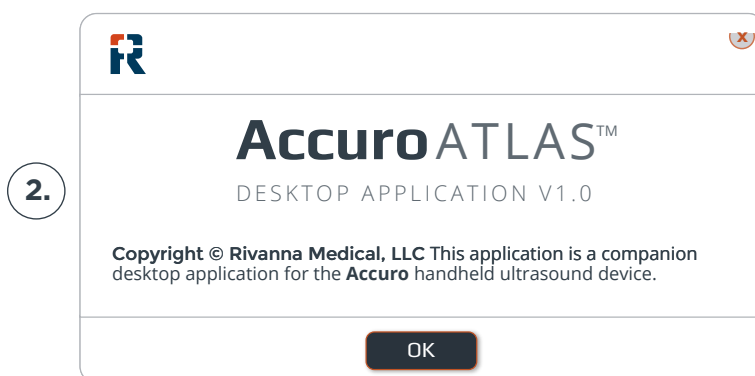 x
Accuro ATLAS™
DESKTOP APPLICATION V1.0
2.
Copyright © Rivanna Medical, LLC This application is a companion
desktop application for the Accuro handheld ultrasound device.
OK